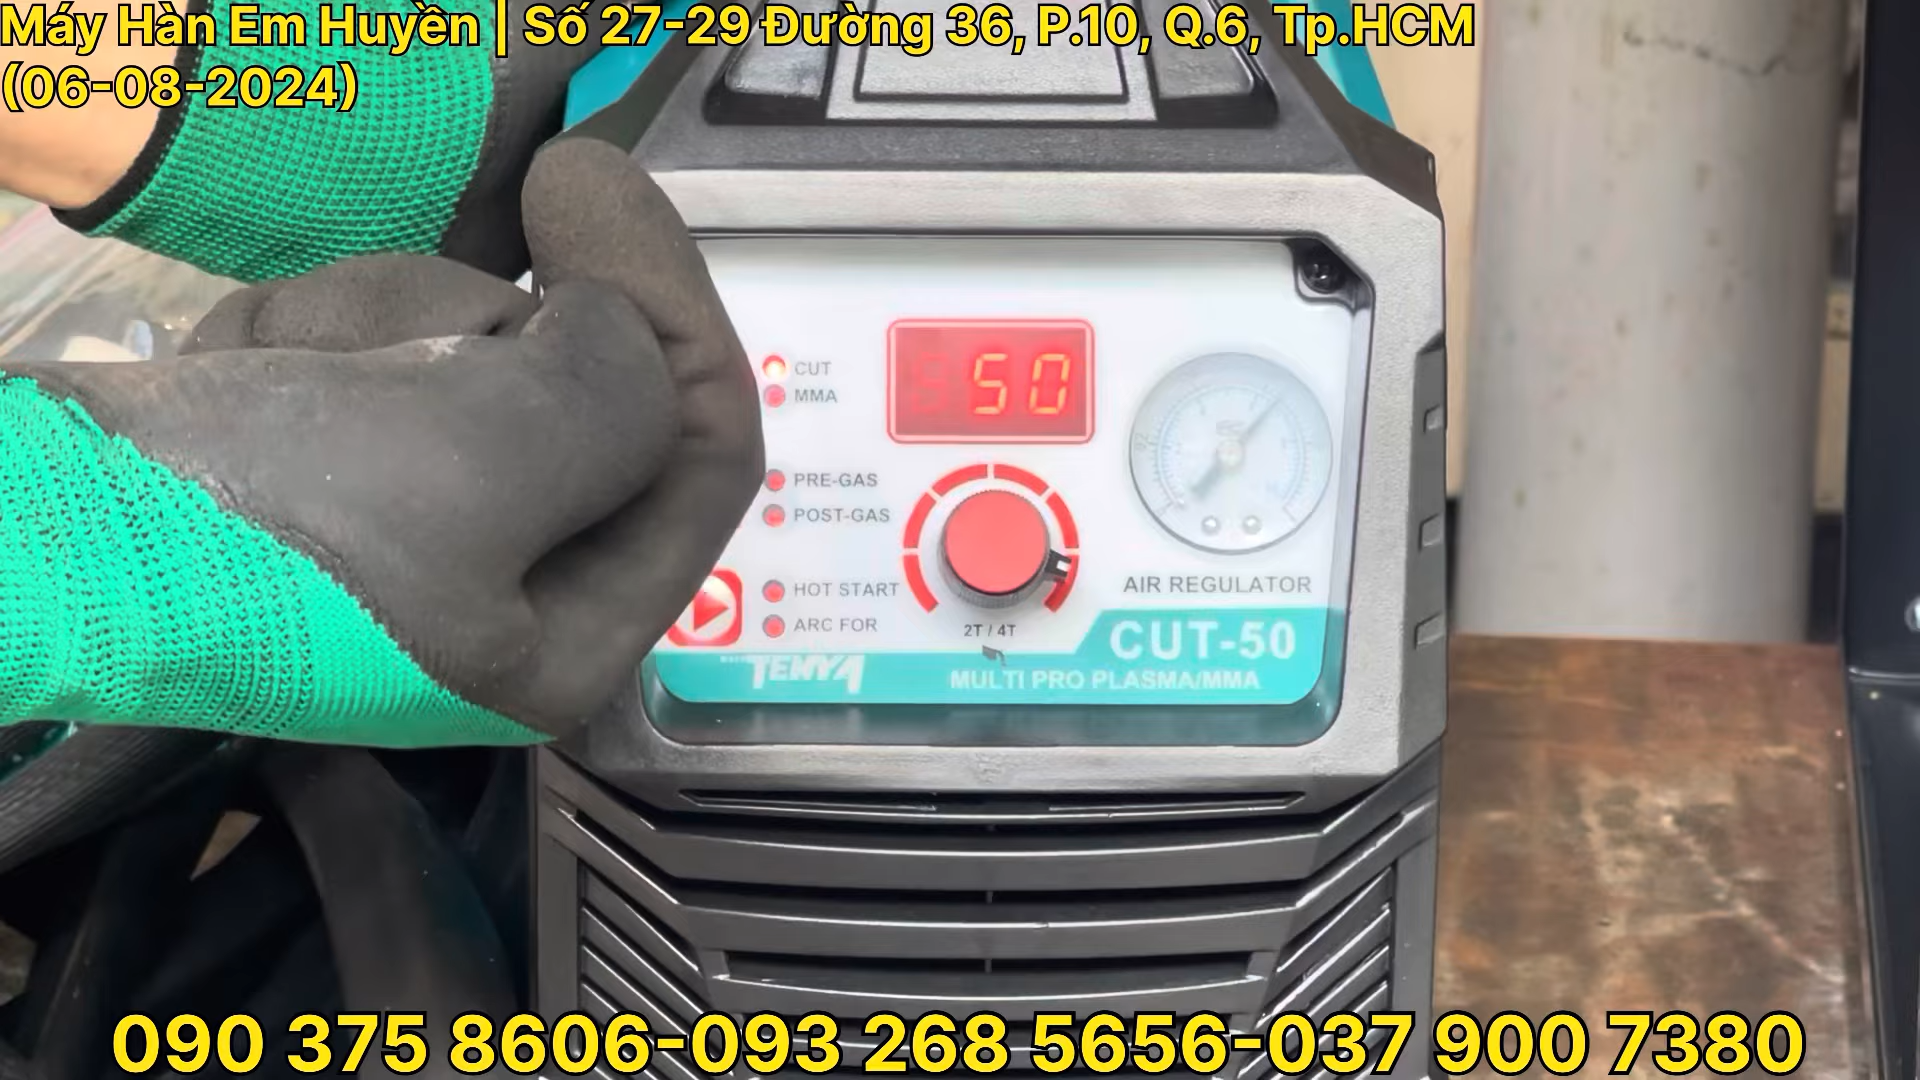 Máy Hàn Em Huyền | Số 27-29 Đường 36, P.10, Q.6, Tp.HCM
(06-08-2024)
CUT
MMA
50
PRE-GAS
POST-GAS
HOT START
ARC FOR
2T / 4T
AIR REGULATOR
CUT-50
TENYA
MULTI PRO PLASMA/MMA
090 375 8606-093 268 5656-037 900 7380